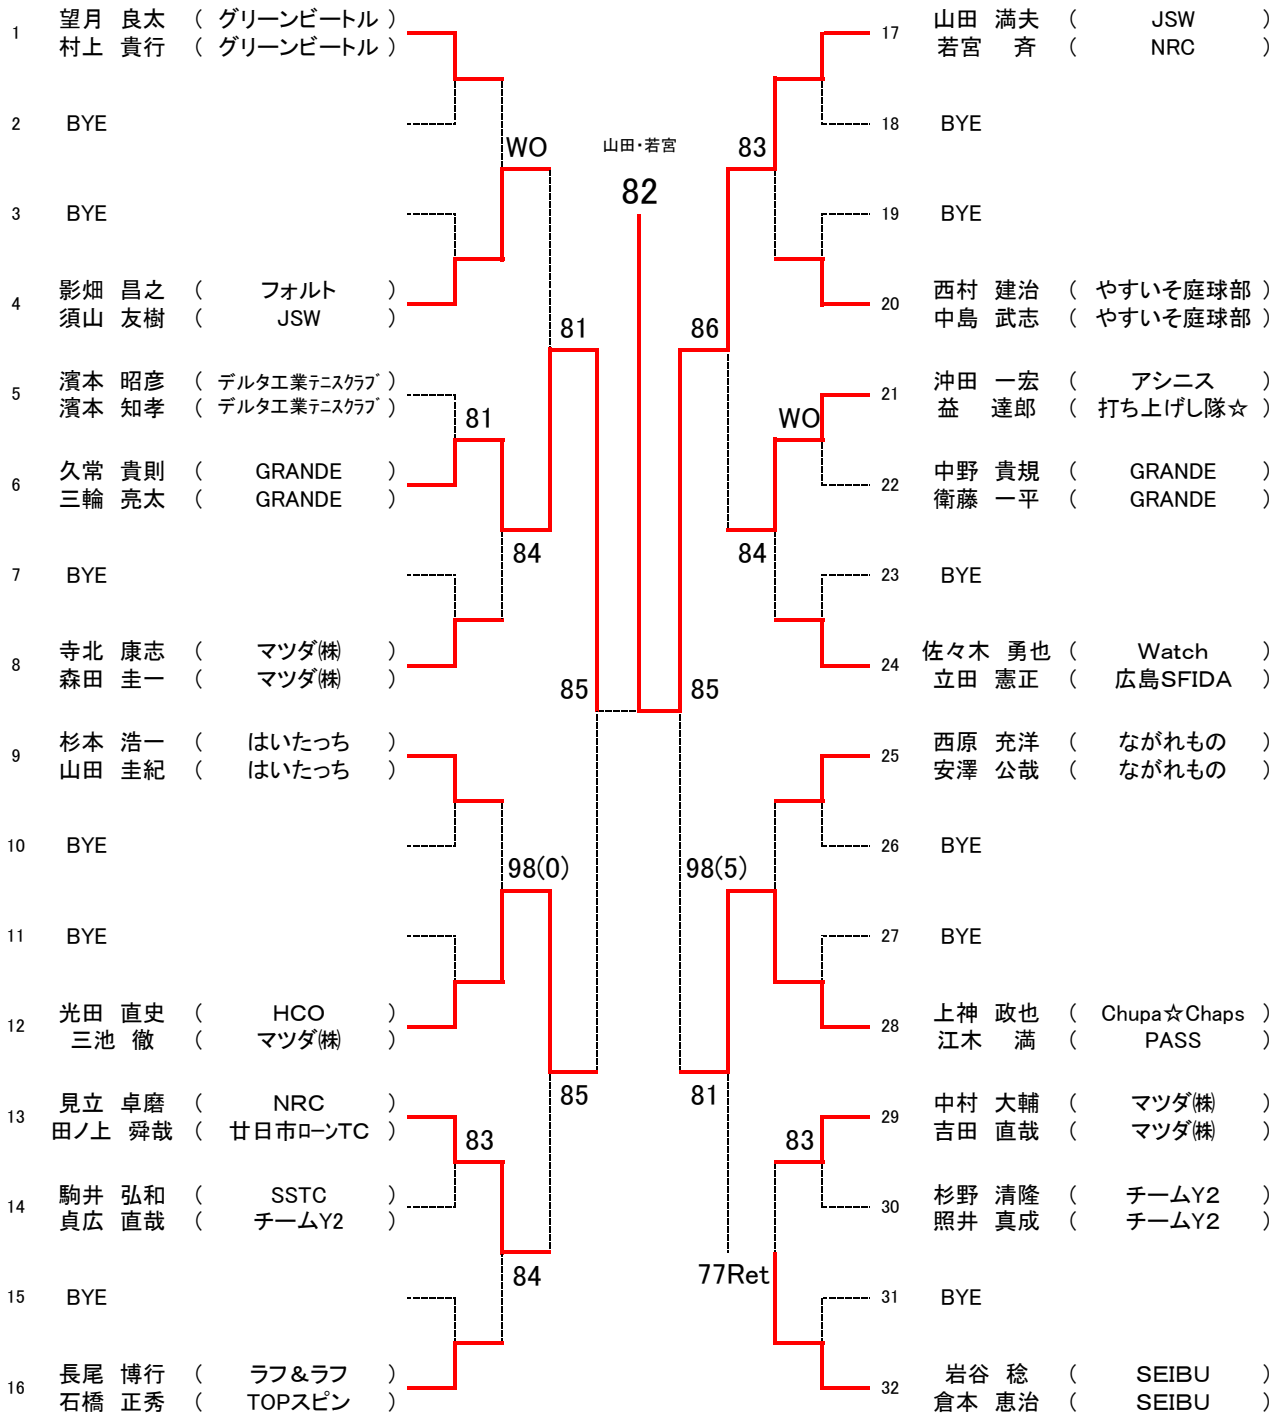 1 望月 良太 ( グリーンビートル )
村上 貴行 ( グリーンビートル )
2 BYE
WO
3 BYE
4 影畑 昌之 ( フォルト )
須山 友樹 ( JSW )
81
5 濱本 昭彦 ( デルタ工業テニスクラブ )
濱本 知孝 ( デルタ工業テニスクラブ )
81
6 久常 貴則 ( GRANDE )
三輪 亮太 ( GRANDE )
84
7 BYE
8 寺北 康志 ( マツダ㈱ )
森田 圭一 ( マツダ㈱ )
85
9 杉本 浩一 ( はいたっち )
山田 圭紀 ( はいたっち )
10 BYE
98(0)
11 BYE
12 光田 直史 ( HCO )
三池 徹 ( マツダ㈱ )
85
13 見立 卓磨 ( NRC )
田ノ上 舜哉 ( 廿日市ローンTC )
83
14 駒井 弘和 ( SSTC )
貞広 直哉 ( チームY2 )
84
15 BYE
16 長尾 博行 ( ラフ&ラフ )
石橋 正秀 ( TOPスピン )
山田・若宮
82
17 山田 満夫 ( JSW )
若宮 斉 ( NRC )
18 BYE
83
19 BYE
20 西村 建治 ( やすいそ庭球部 )
中島 武志 ( やすいそ庭球部 )
86
21 沖田 一宏 ( アシニス )
益 達郎 ( 打ち上げし隊☆ )
WO
22 中野 貴規 ( GRANDE )
衛藤 一平 ( GRANDE )
84
23 BYE
24 佐々木 勇也 ( Watch )
立田 憲正 ( 広島SFIDA )
85
25 西原 充洋 ( ながれもの )
安澤 公哉 ( ながれもの )
26 BYE
98(5)
27 BYE
28 上神 政也 ( Chupa☆Chaps )
江木 満 ( PASS )
81
29 中村 大輔 ( マツダ㈱ )
吉田 直哉 ( マツダ㈱ )
83
30 杉野 清隆 ( チームY2 )
照井 真成 ( チームY2 )
77Ret
31 BYE
32 岩谷 稔 ( SEIBU )
倉本 恵治 ( SEIBU )